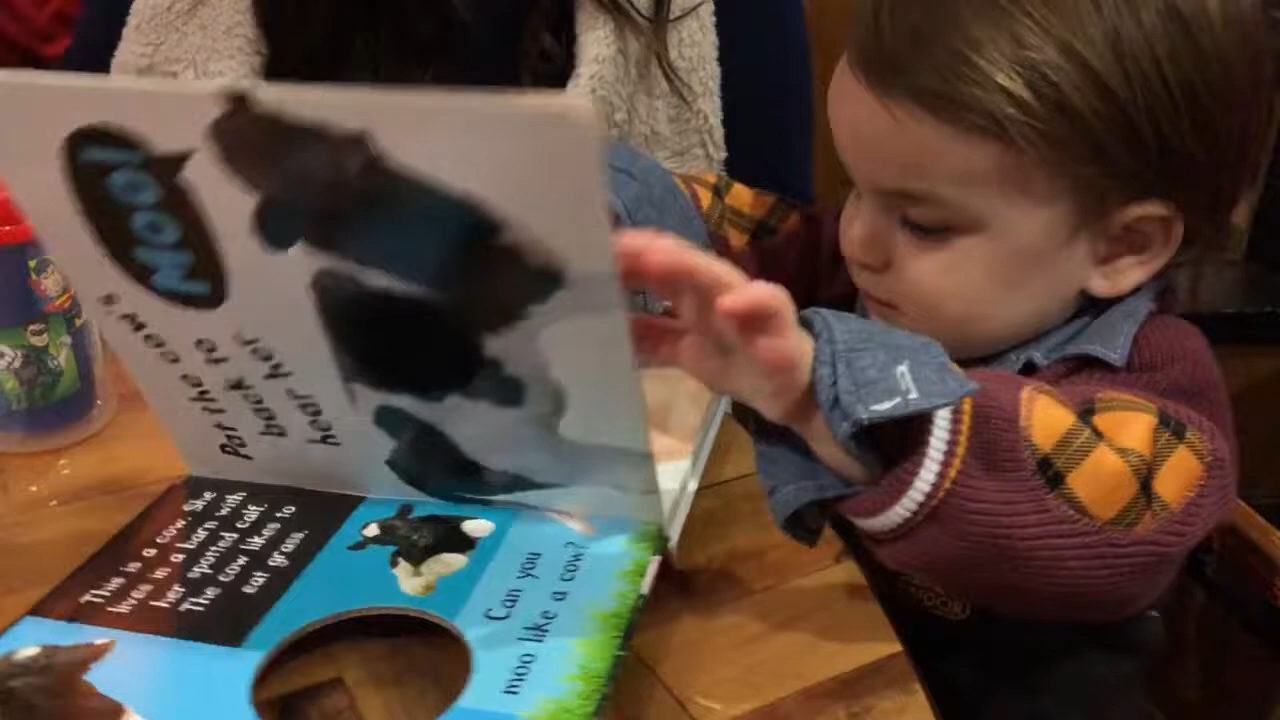 MOO!
Pat the cow's
back to
hear her
This is a cow. She
lives in a barn with
her spotted calf.
The cow likes to
eat grass.
Can you
moo like a cow?